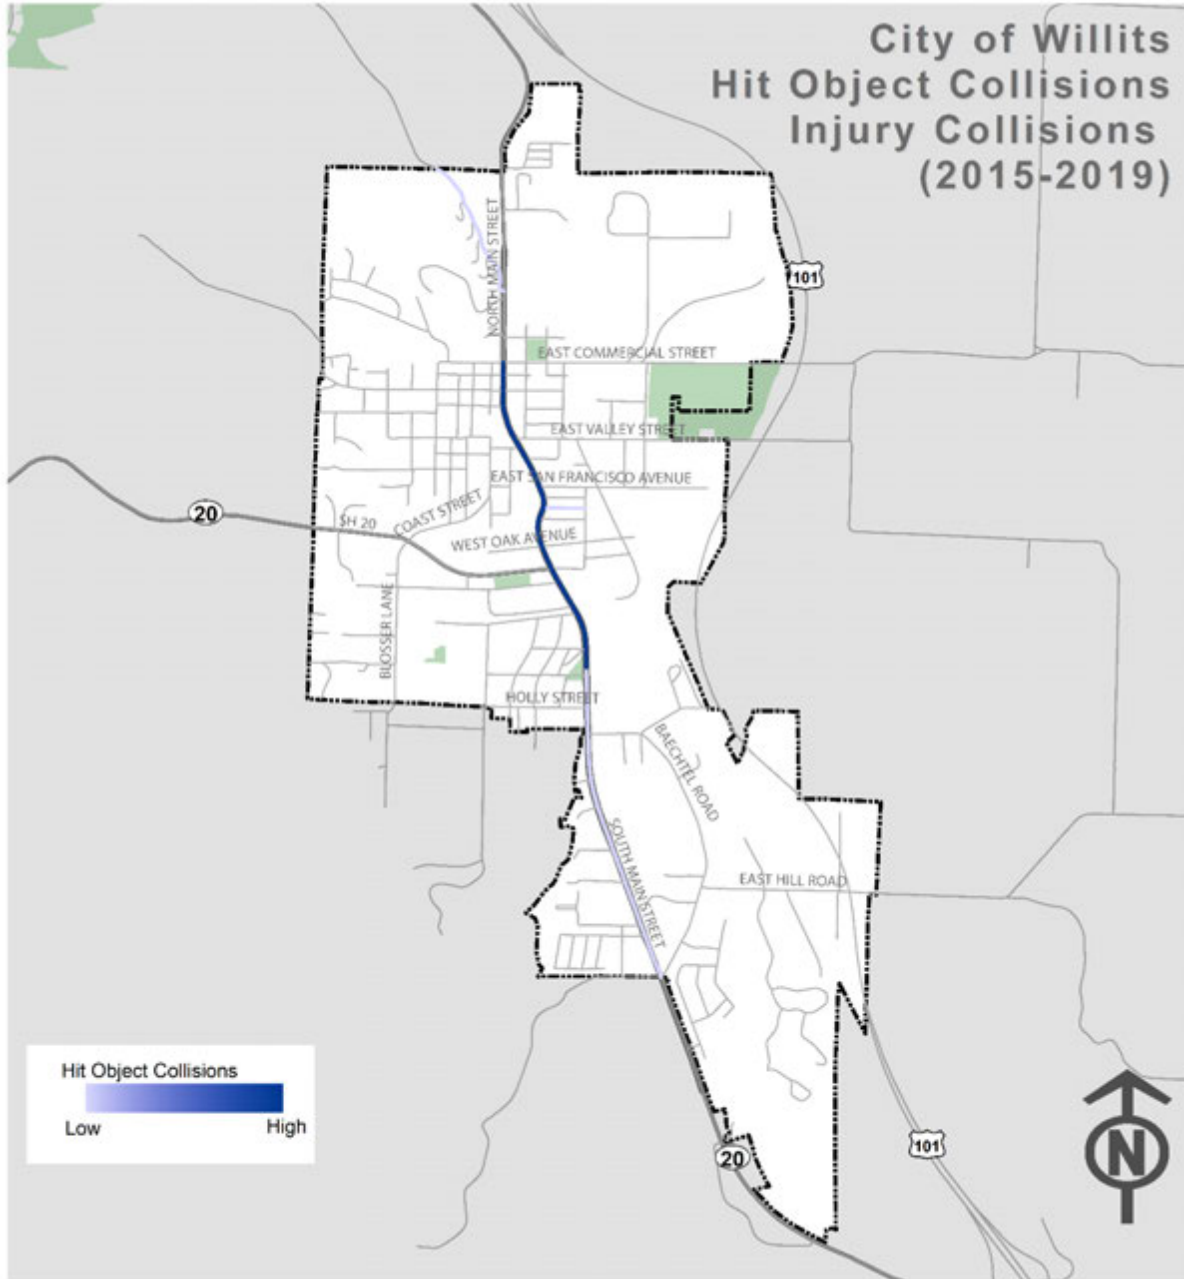 City of Willits
Hit Object Collisions
Injury Collisions
(2015-2019)
101
NORTH MAIN STREET
EAST COMMERCIAL STREET
EAST VALLEY STREET
EAST SAN FRANCISCO AVENUE
20
SH 20
COAST STREET
WEST OAK AVENUE
BLOSSER LANE
HOLLY STREET
BAECHTEL ROAD
SOUTH MAIN STREET
EAST HILL ROAD
Hit Object Collisions
Low High
101
20
N